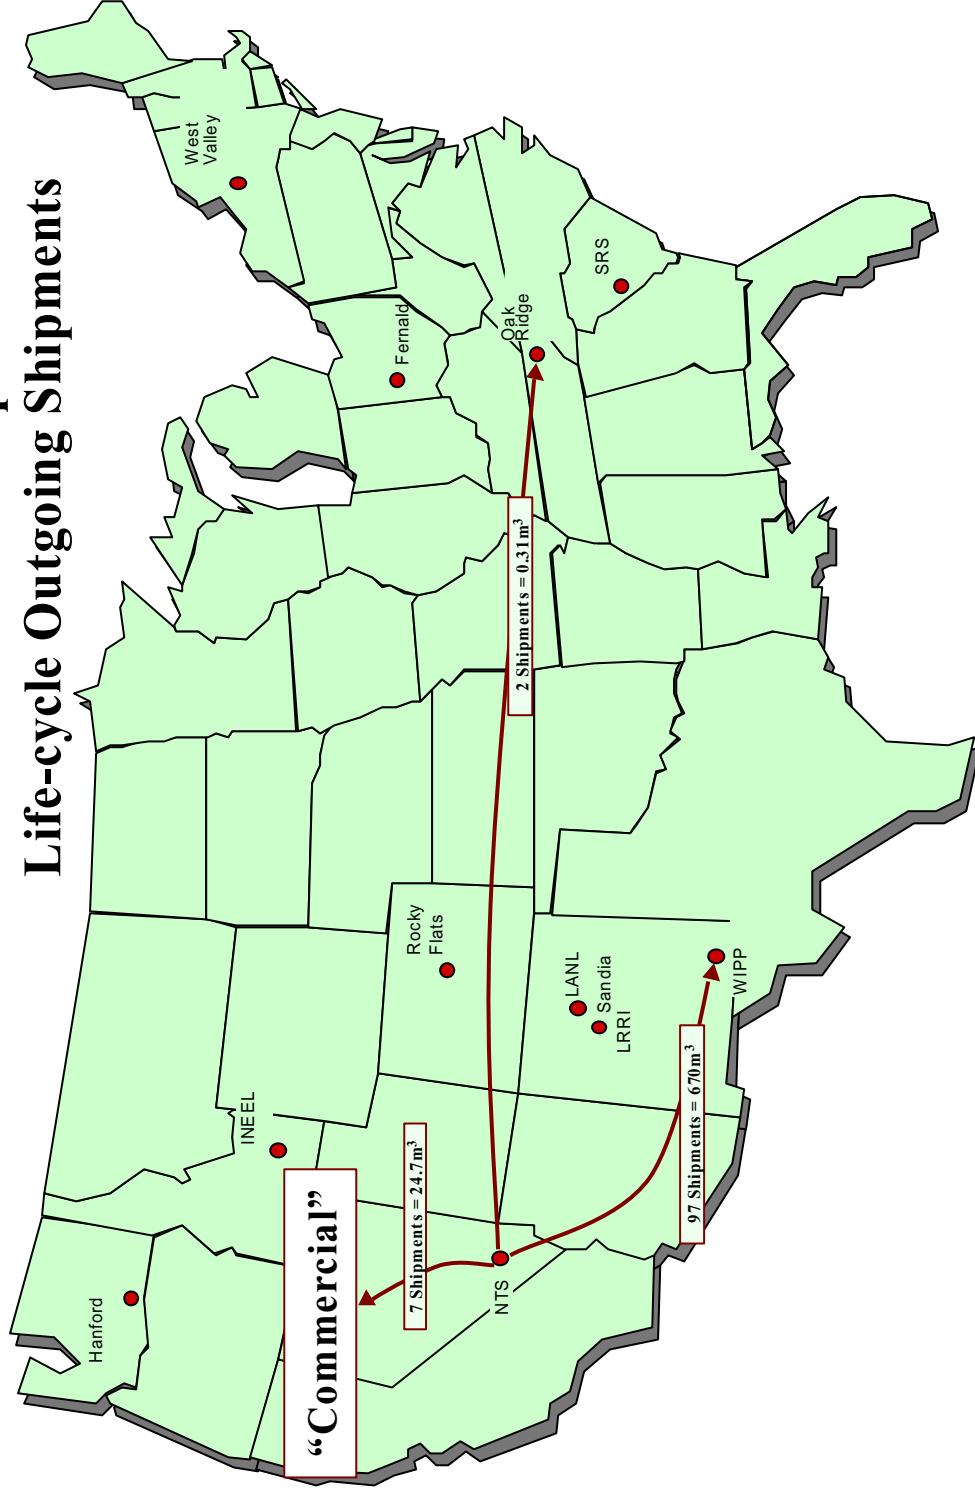 Life-cycle Outgoing Shipments
West
Valley
Fernald
SRS
Oak
Ridge
2 Shipments = 0.31m³
Rocky
Flats
LANL
Sandia
LRRI
WIPP
INEEL
Hanford
"Commercial"
7 Shipments = 24.7m³
97 Shipments = 670m³
NTS